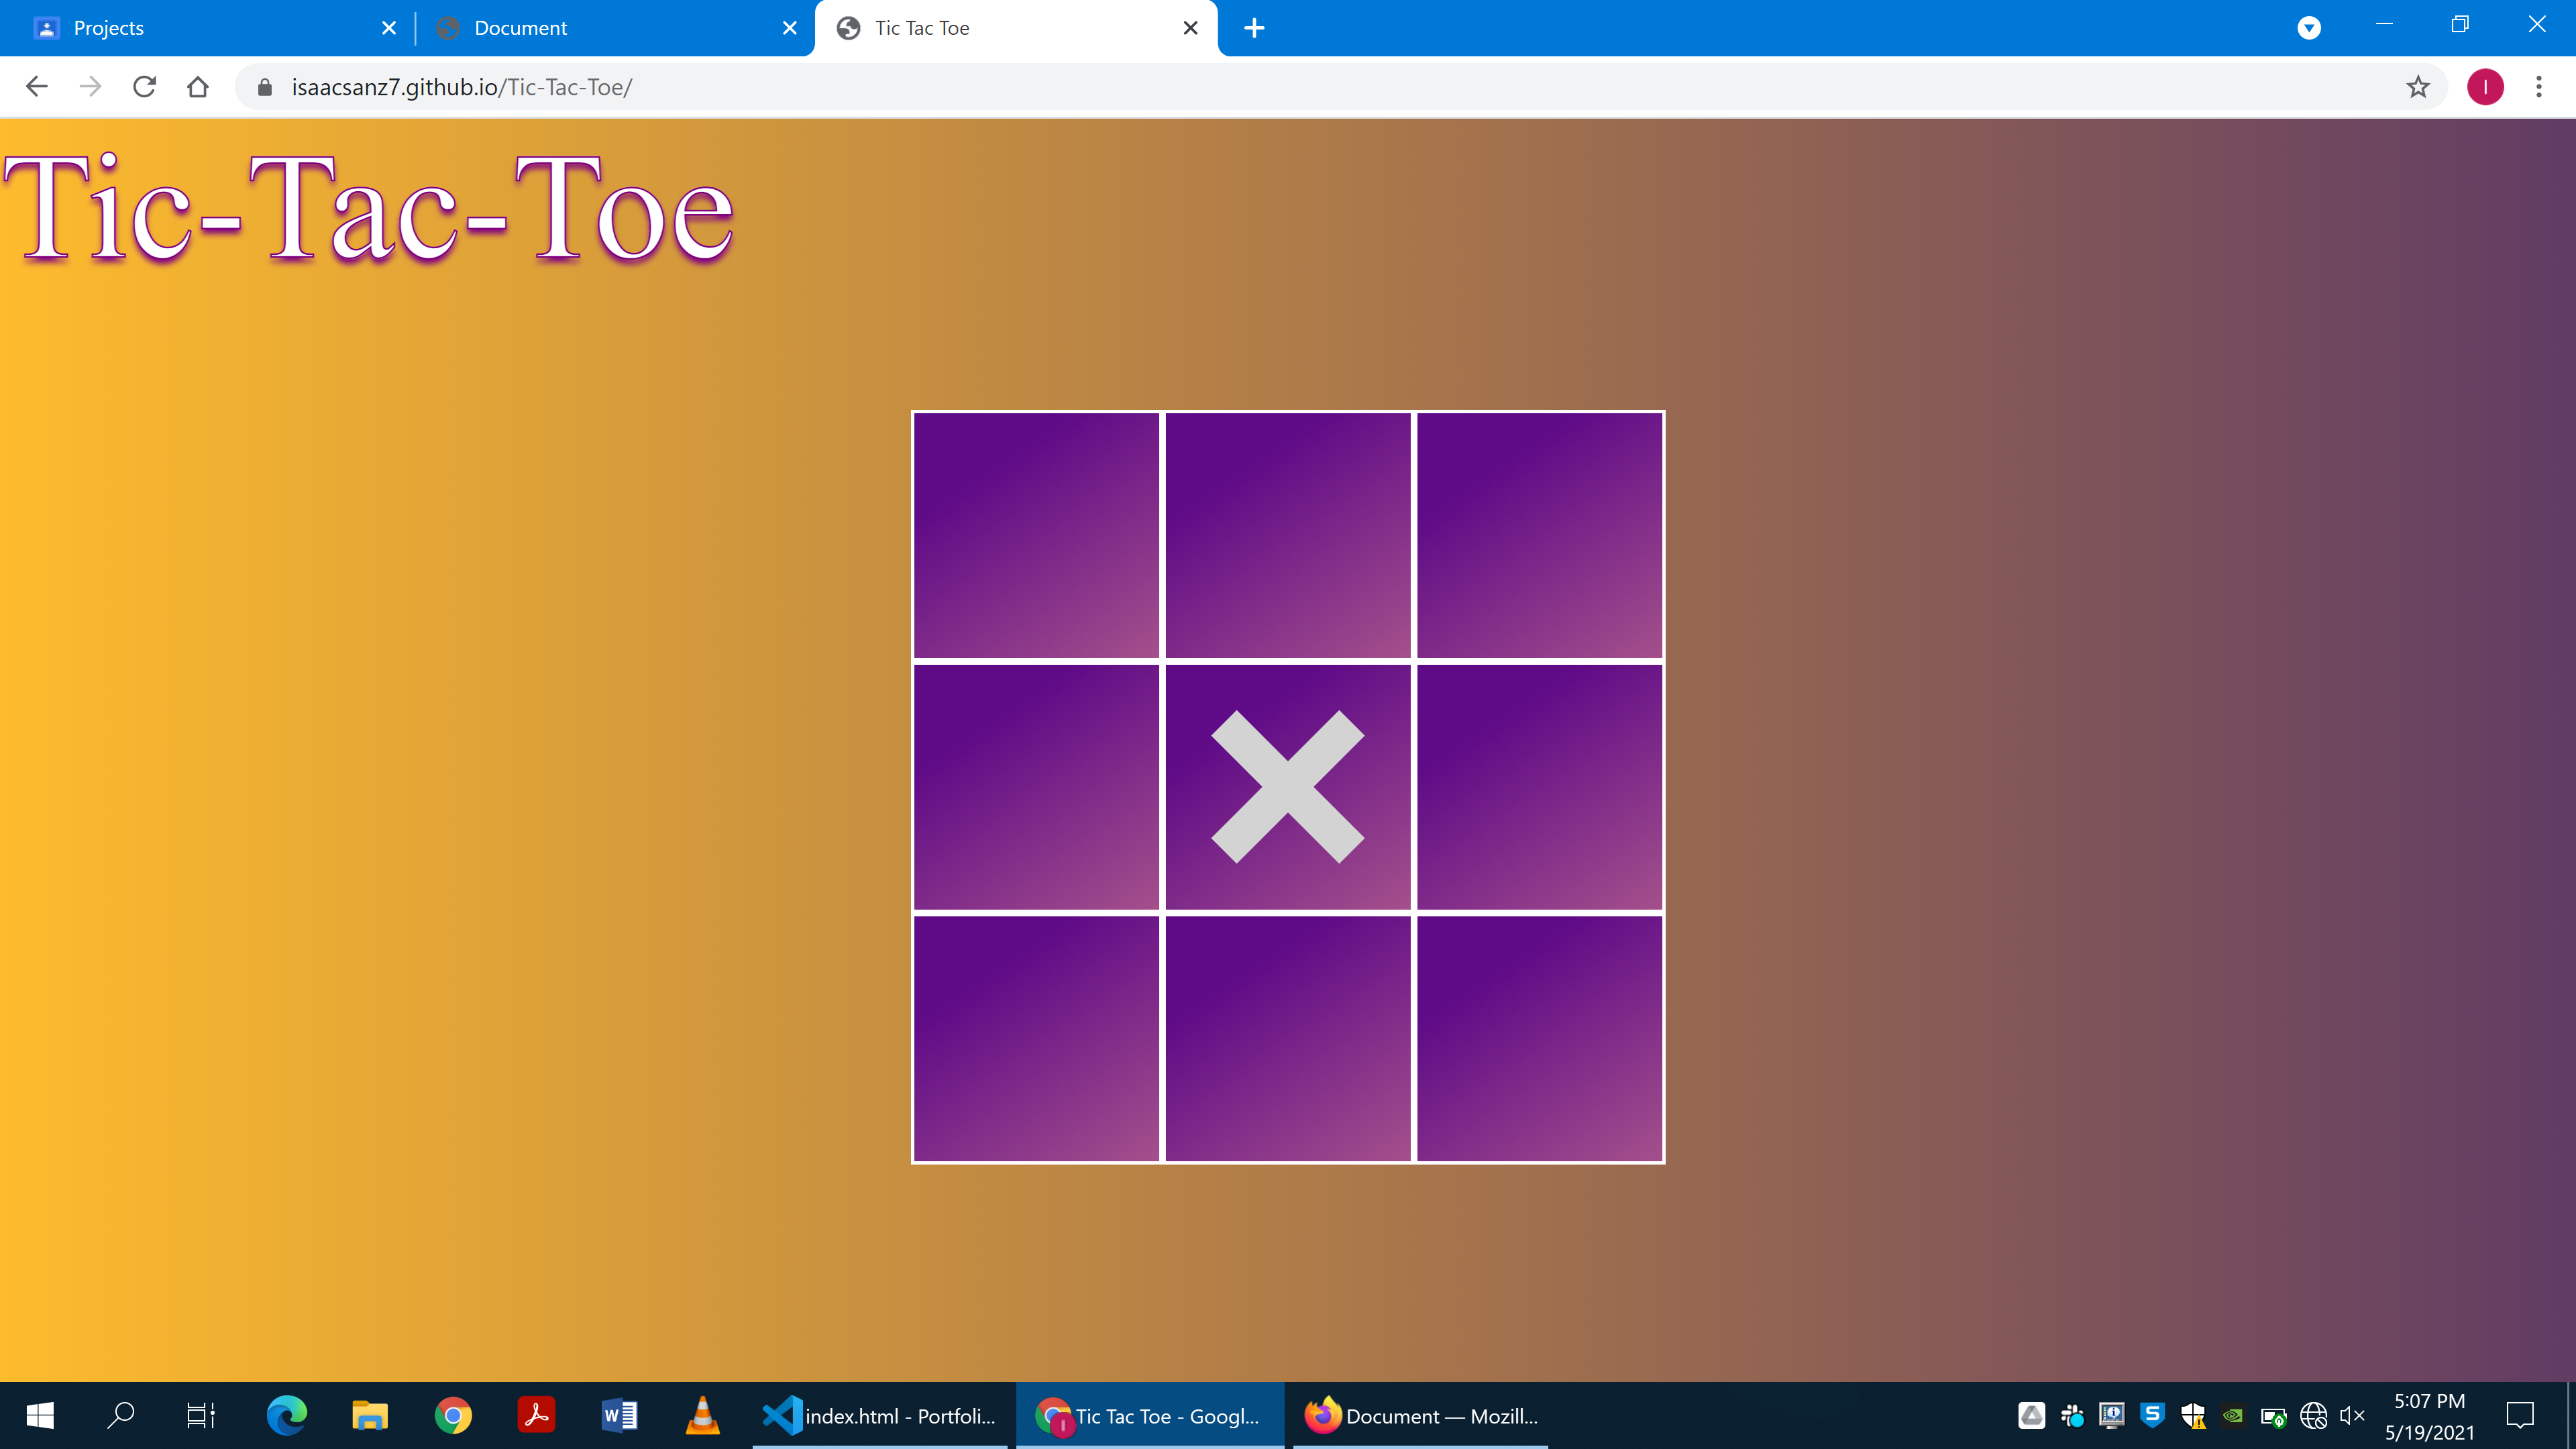 Projects
Document
Tic Tac Toe
isaacsanz7.github.io/Tic-Tac-Toe/
I
Tic-Tac-Toe
index.html - Portfoli...
Tic Tac Toe - Googl...
Document — Mozill...
5:07 PM
5/19/2021